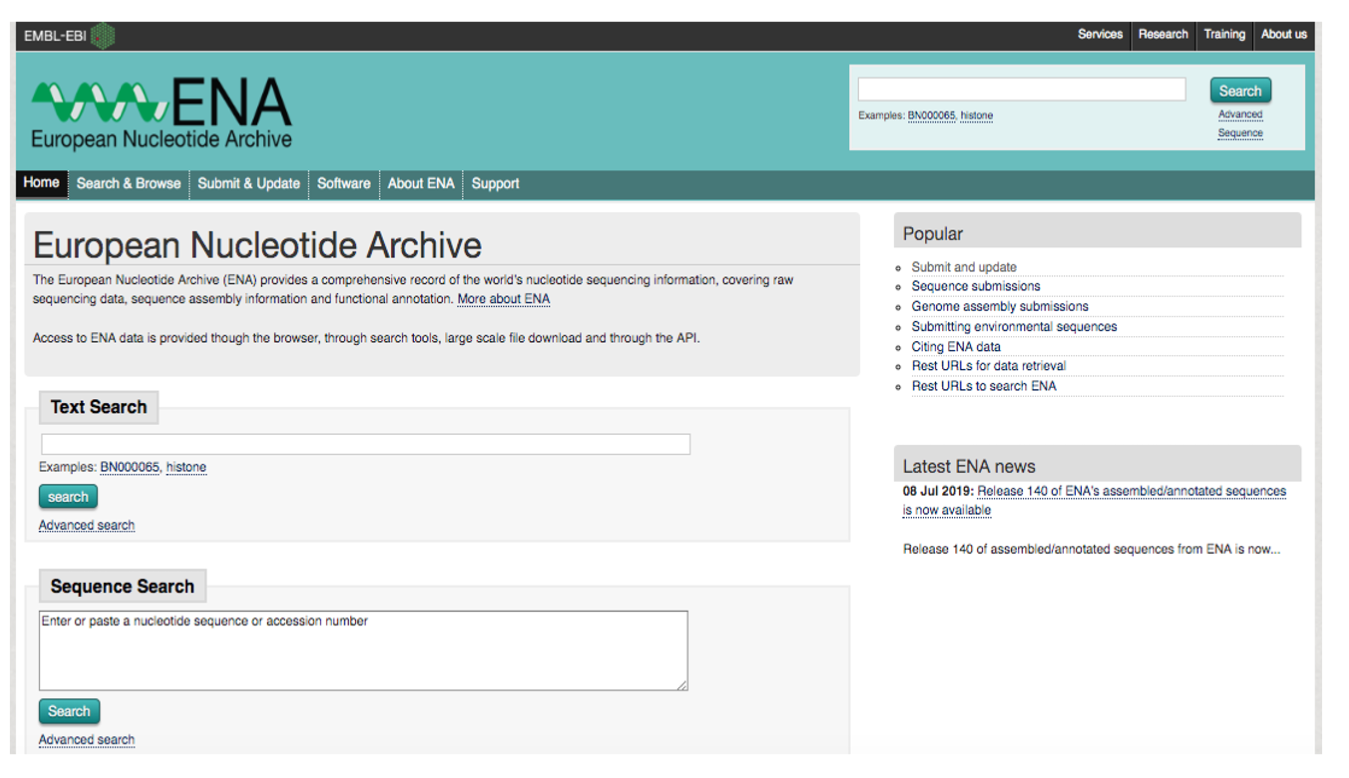 EMBL-EBI
Services Research Training About us
ENA
European Nucleotide Archive
Search
Examples: BN000065, histone
Advanced
Sequence
Home Search & Browse Submit & Update Software About ENA Support
European Nucleotide Archive
The European Nucleotide Archive (ENA) provides a comprehensive record of the world's nucleotide sequencing information, covering raw
sequencing data, sequence assembly information and functional annotation. More about ENA
Access to ENA data is provided though the browser, through search tools, large scale file download and through the API.
Text Search
Examples: BN000065, histone
search
Advanced search
Sequence Search
Enter or paste a nucleotide sequence or accession number
Search
Advanced search
Popular
Submit and update
Sequence submissions
Genome assembly submissions
Submitting environmental sequences
Citing ENA data
Rest URLs for data retrieval
Rest URLs to search ENA
Latest ENA news
08 Jul 2019: Release 140 of ENA's assembled/annotated sequences
is now available
Release 140 of assembled/annotated sequences from ENA is now...